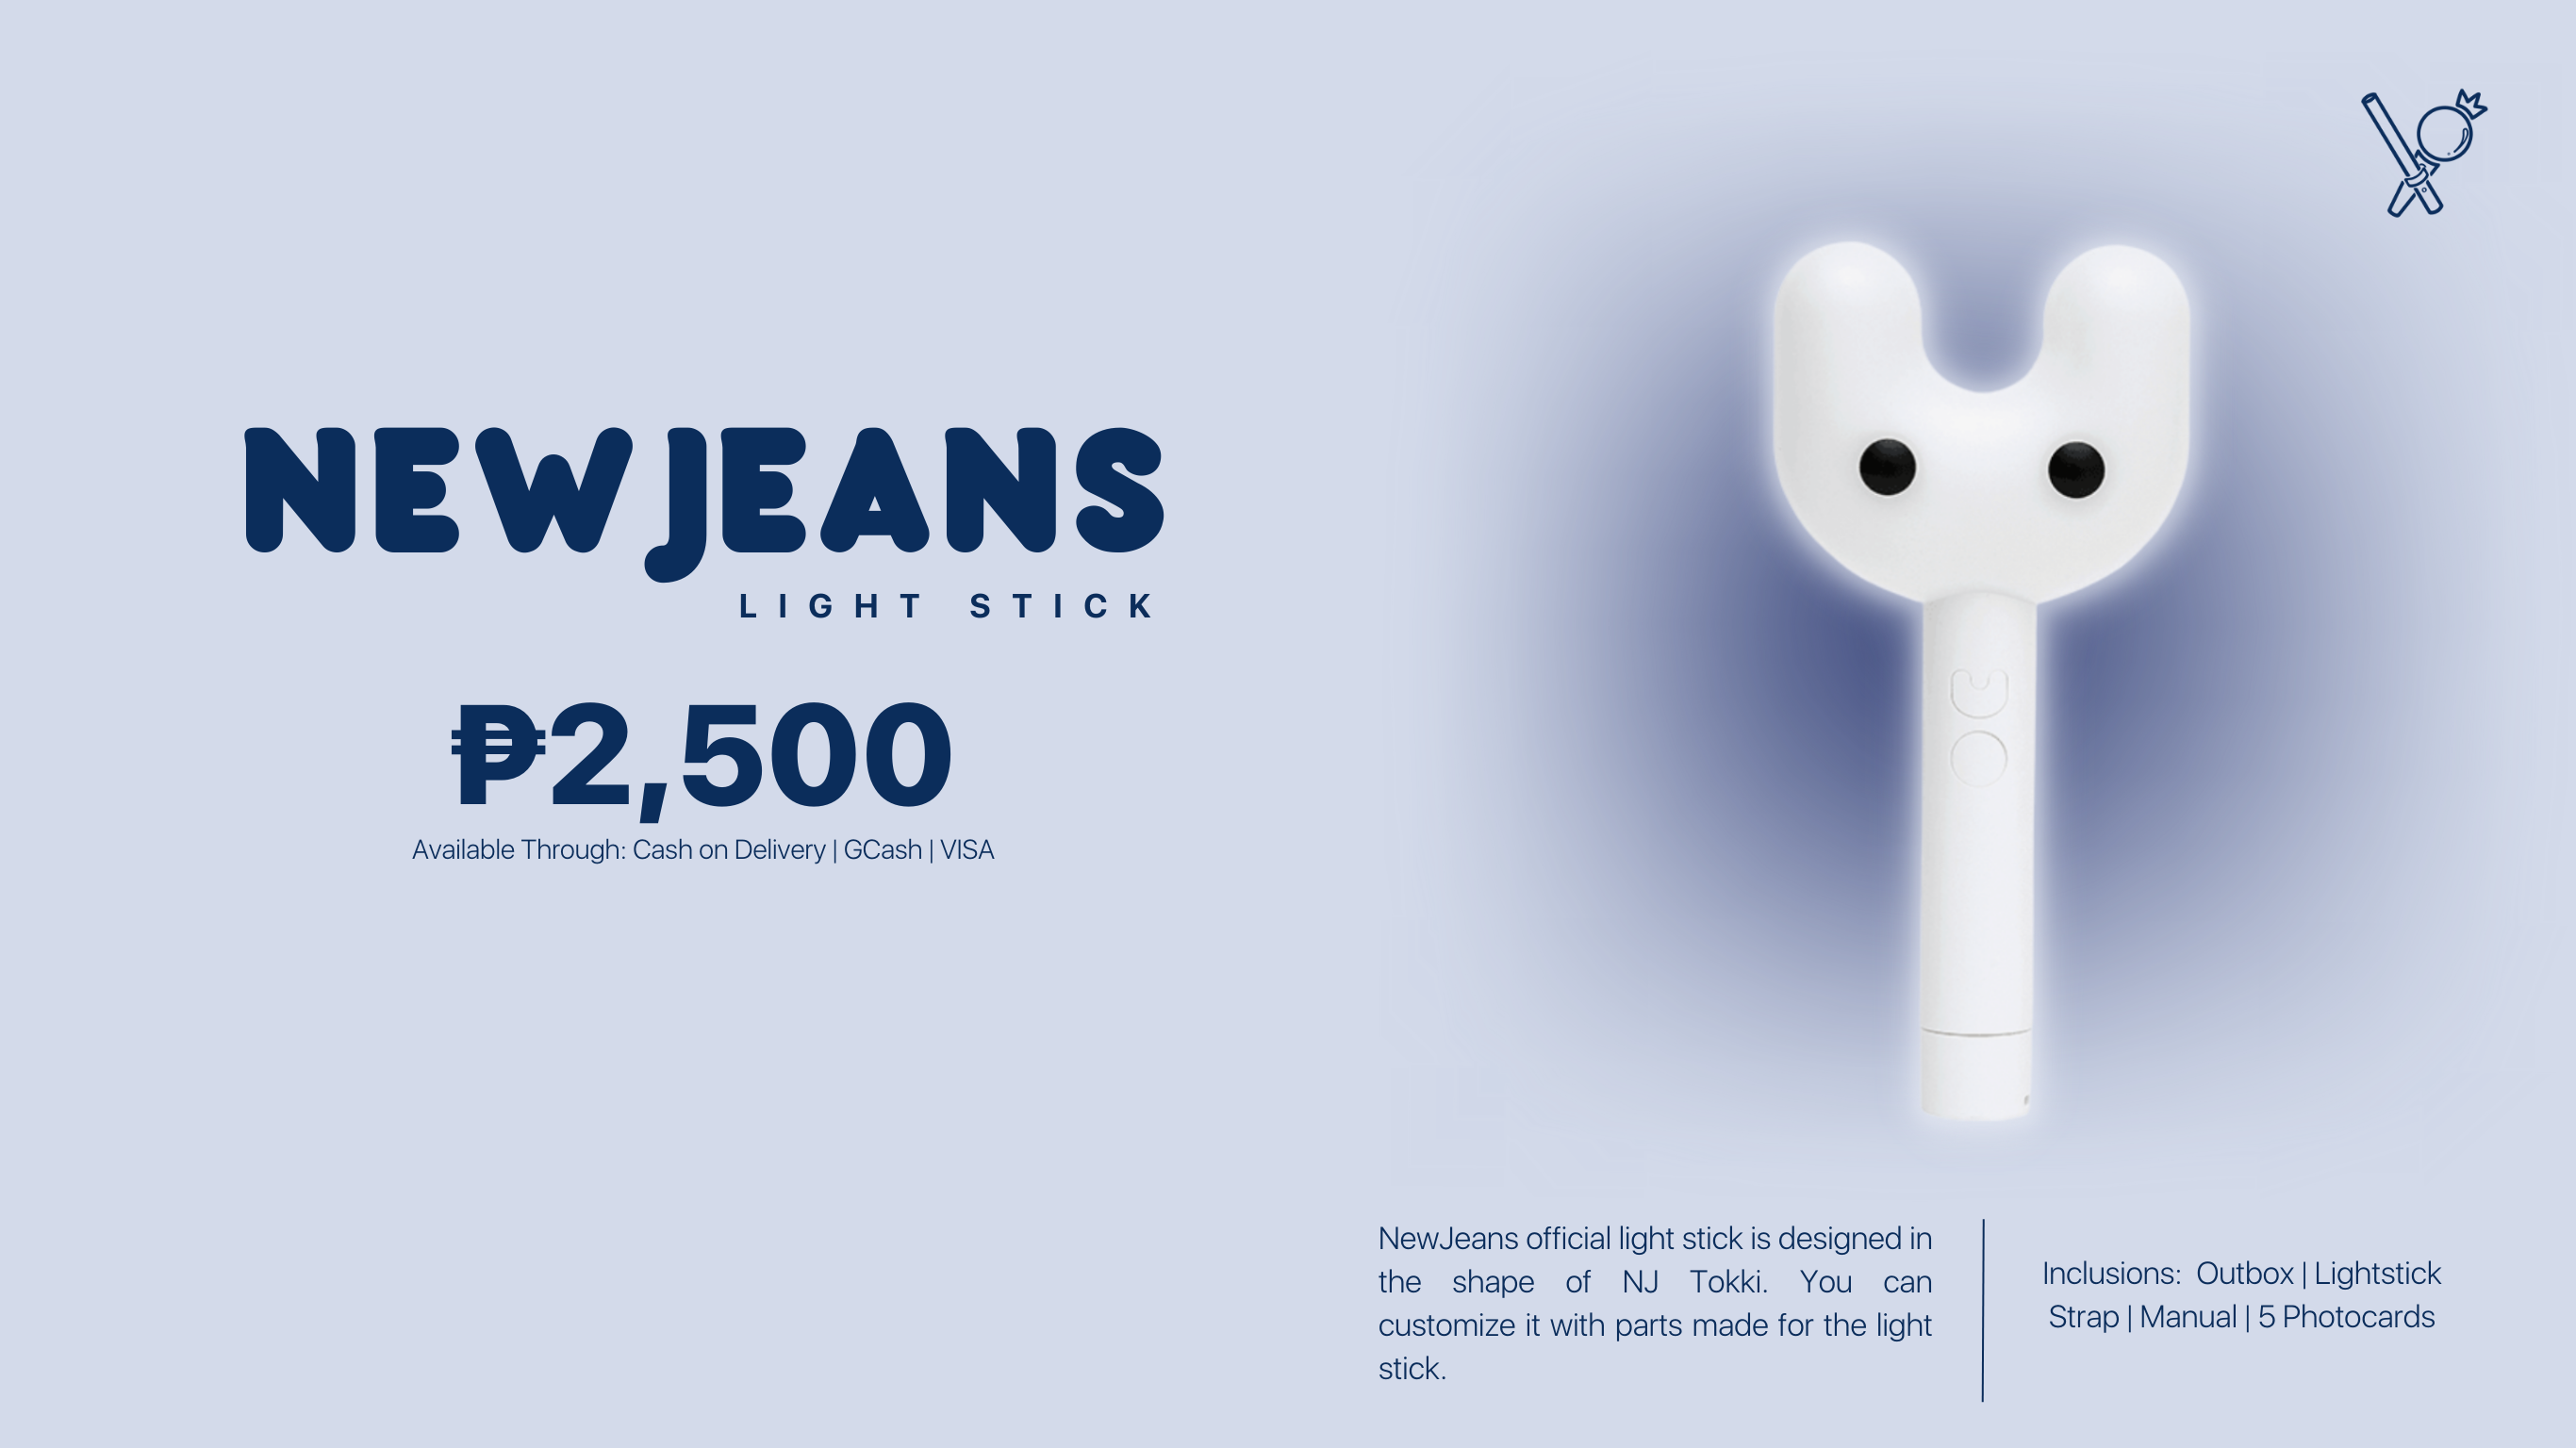 NEWJEANS
LIGHT STICK
₱2,500
Available Through: Cash on Delivery | GCash | VISA
NewJeans official light stick is designed in
the shape of NJ Tokki. You can
customize it with parts made for the light
stick.
Inclusions: Outbox | Lightstick
Strap | Manual | 5 Photocards